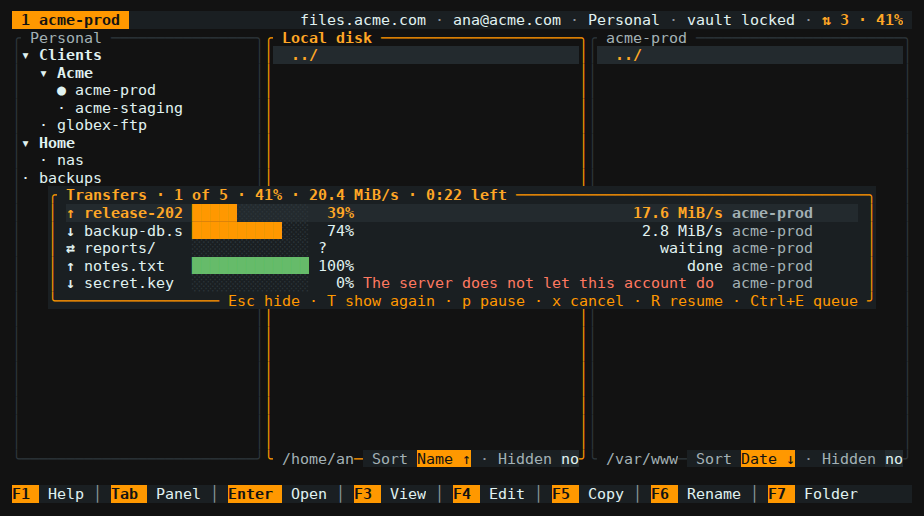 1 acme-prod files.acme.com · ana@acme.com · Personal · vault locked · ⇅ 3 · 41%
Personal Local disk acme-prod
▾ Clients ../ ../
▾ Acme
● acme-prod
· acme-staging
· globex-ftp
▾ Home
· nas
· backups
Transfers · 1 of 5 · 41% · 20.4 MiB/s · 0:22 left
↑ release-202 39% 17.6 MiB/s acme-prod
↓ backup-db.s 74% 2.8 MiB/s acme-prod
⇄ reports/ ? waiting acme-prod
↑ notes.txt 100% done acme-prod
↓ secret.key 0% The server does not let this account do acme-prod
Esc hide · T show again · p pause · x cancel · R resume · Ctrl+E queue
/home/an Sort Name ↑ · Hidden no /var/www Sort Date ↓ · Hidden no
F1 Help │ Tab Panel │ Enter Open │ F3 View │ F4 Edit │ F5 Copy │ F6 Rename │ F7 Folder